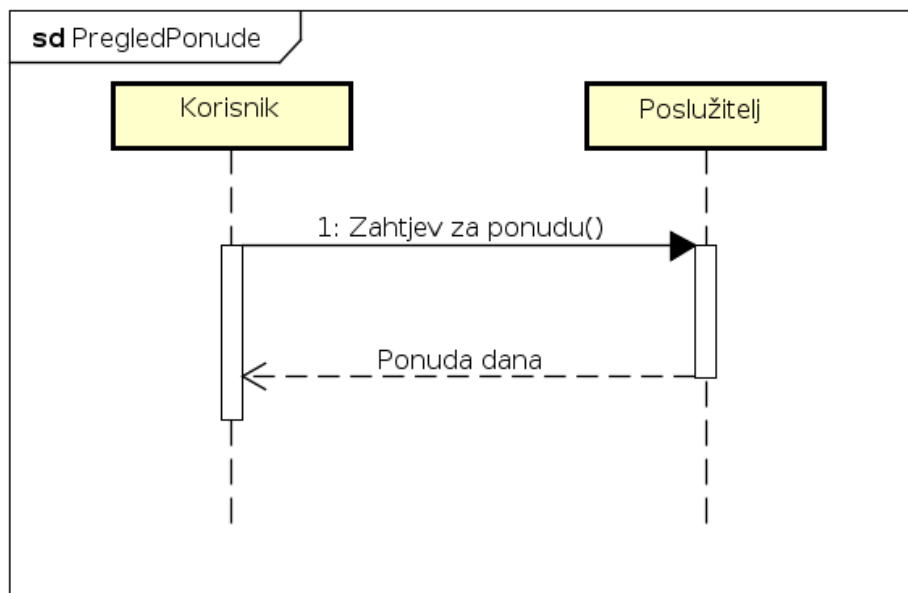 sd PregledPonude
Korisnik
Poslužitelj
1: Zahtjev za ponudu()
Ponuda dana